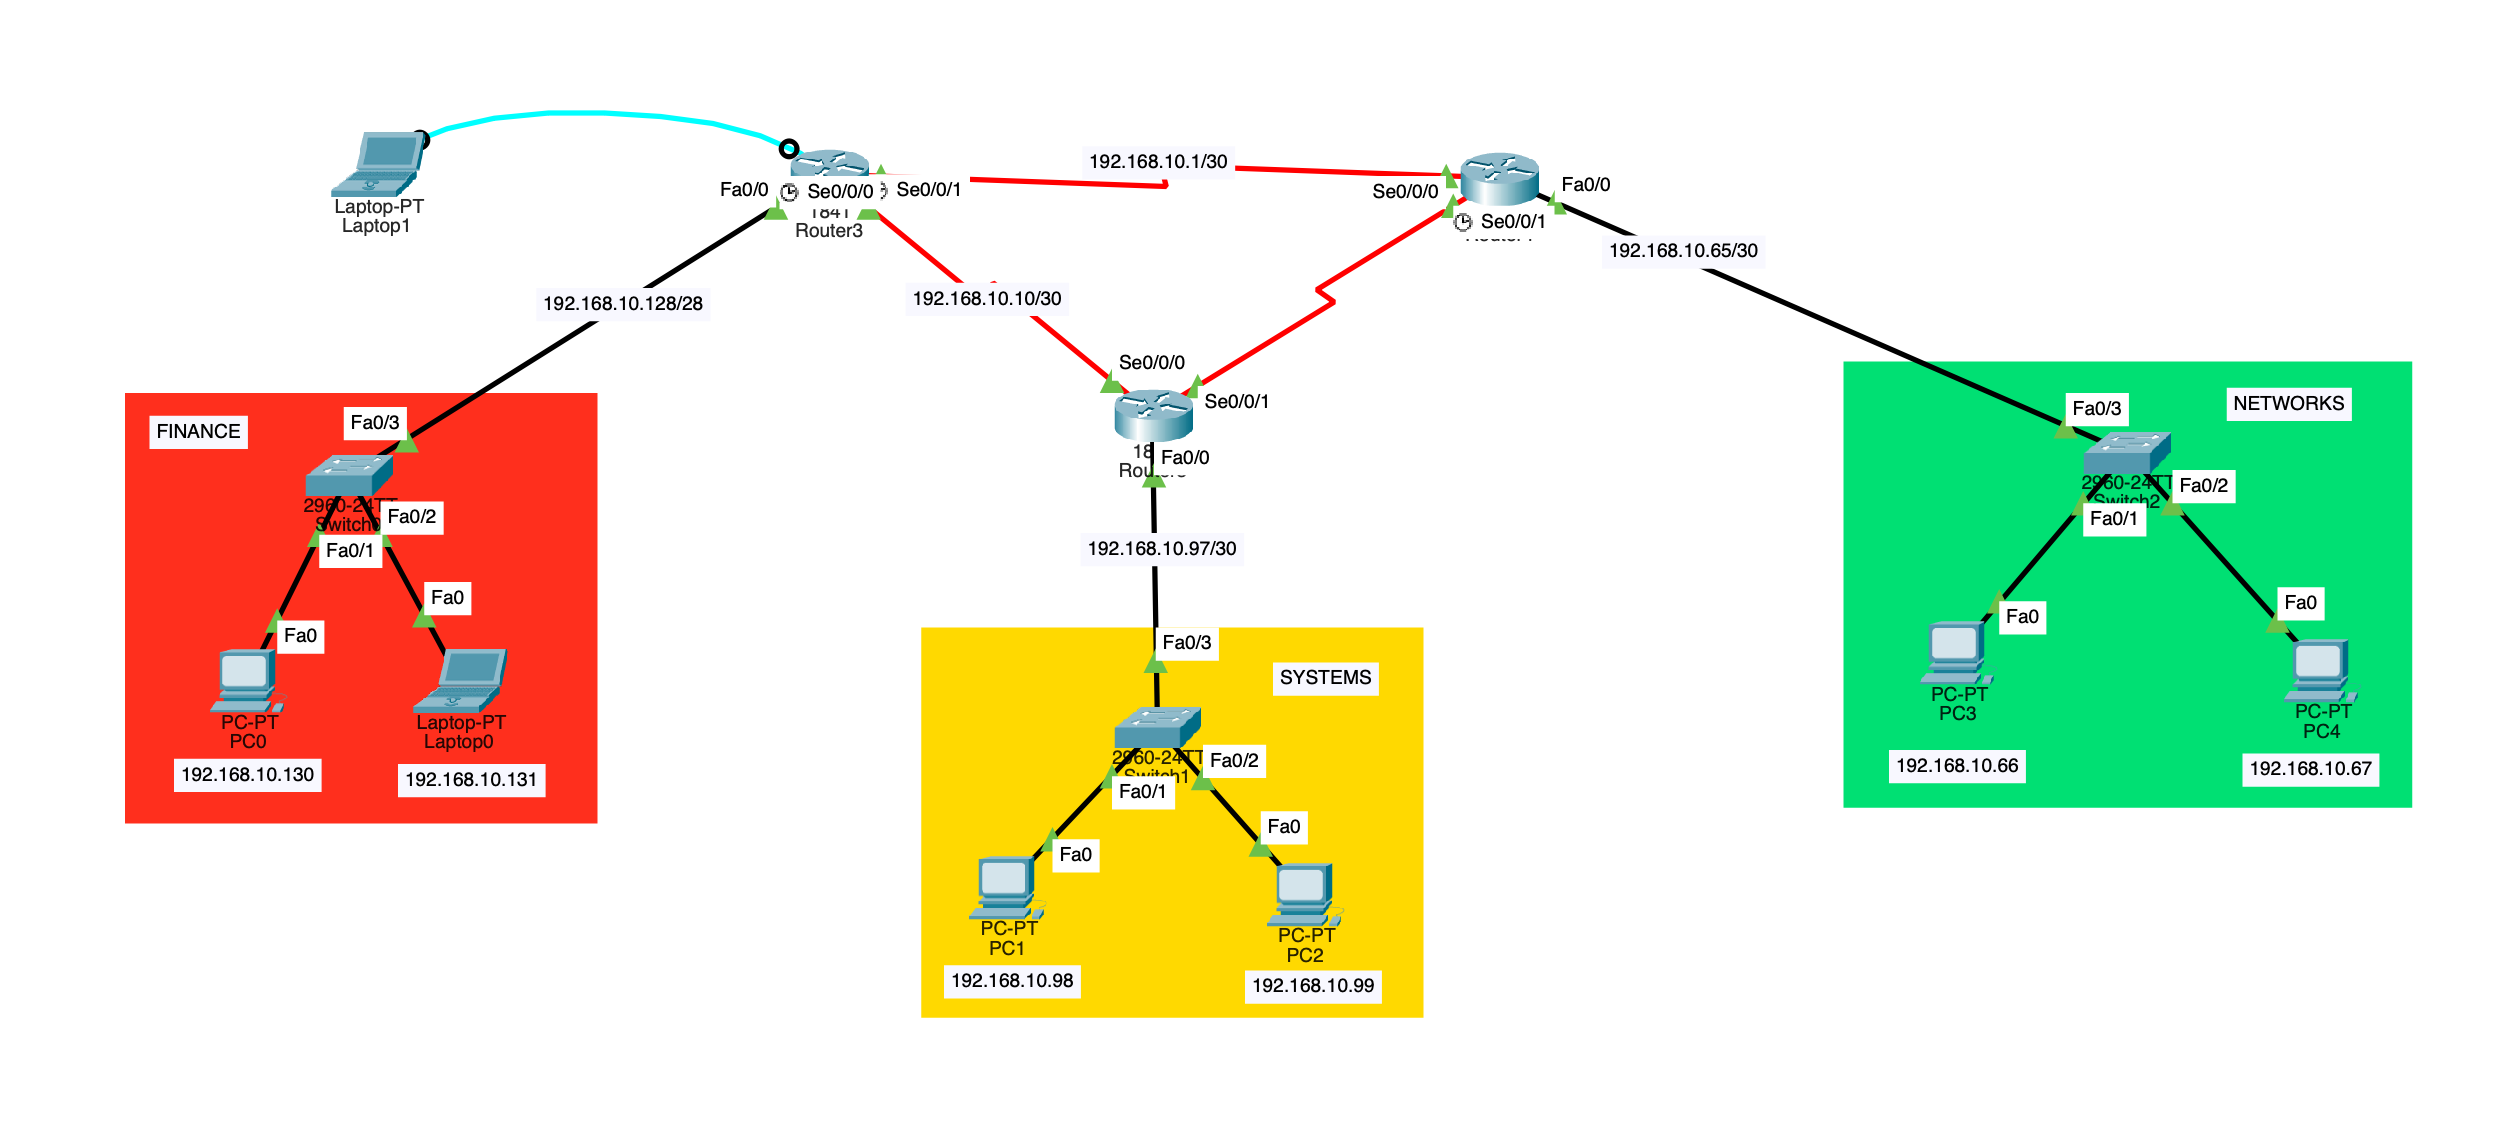 192.168.10.1/30
Laptop-PT
Laptop1
Fa0/0
Se0/0/0
Se0/0/1
1841
Router3
Se0/0/0
Fa0/0
Se0/0/1
192.168.10.65/30
192.168.10.128/28
192.168.10.10/30
Se0/0/0
Se0/0/1
Fa0/0
192.168.10.97/30
FINANCE
Fa0/3
2960-24TT
Fa0/2
Fa0/1
Fa0
Fa0
PC-PT
PC0
Laptop-PT
Laptop0
192.168.10.130
192.168.10.131
Fa0/3
SYSTEMS
2960-24TT
Switch1
Fa0/2
Fa0/1
Fa0
Fa0
PC-PT
PC1
PC-PT
PC2
192.168.10.98
192.168.10.99
NETWORKS
Fa0/3
2960-24TT
Switch2
Fa0/2
Fa0/1
Fa0
Fa0
PC-PT
PC3
PC-PT
PC4
192.168.10.66
192.168.10.67